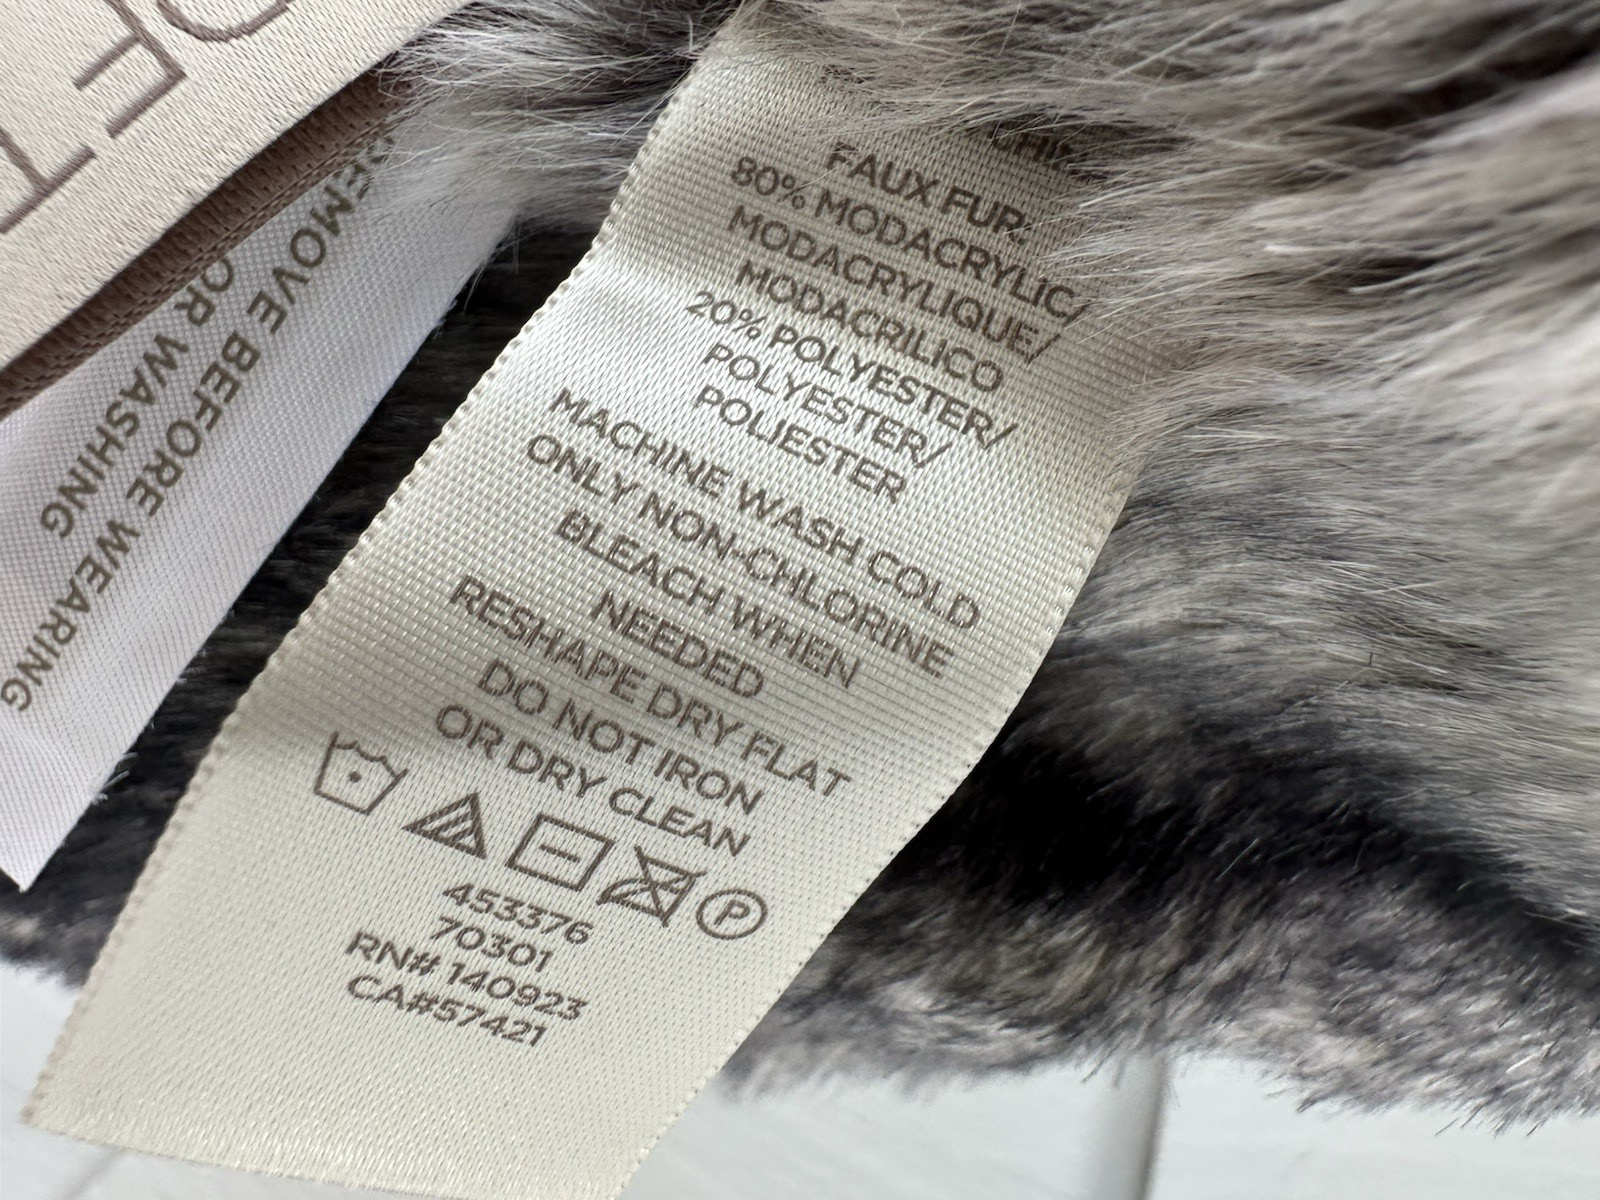 FAUX FUR:
80% MODACRYLIC/
MODACRYLIQUE/
MODACRILICO
20% POLYESTER/
POLYESTER/
POLIESTER
MACHINE WASH COLD
ONLY NON-CHLORINE
BLEACH WHEN
NEEDED
RESHAPE DRY FLAT
DO NOT IRON
OR DRY CLEAN
P
453376
70301
RN# 140923
CA#57421
REMOVE BEFORE WEARING
OR WASHING